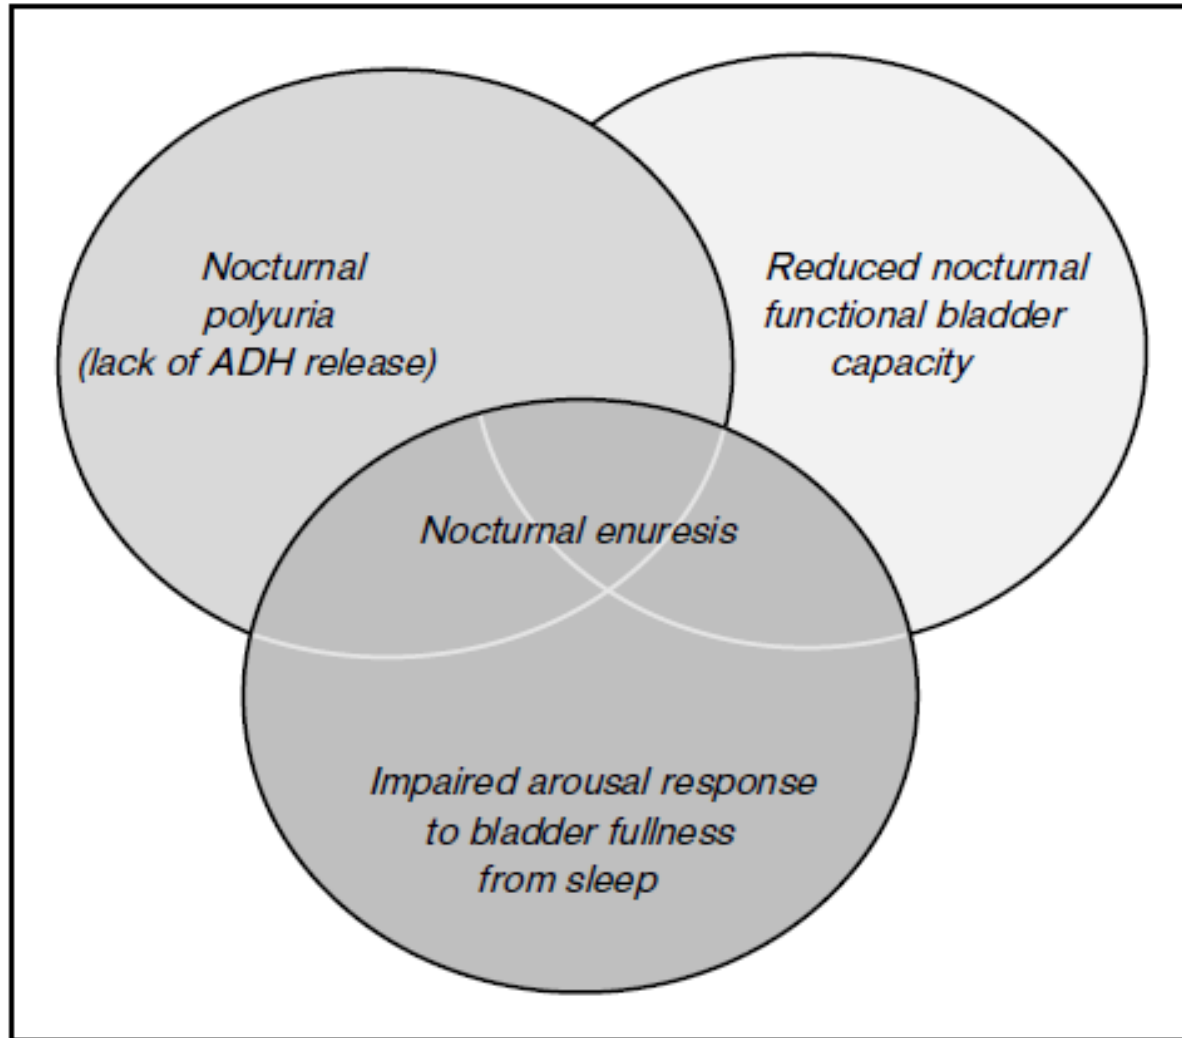 Nocturnal
polyuria
(lack of ADH release)
Reduced nocturnal
functional bladder
capacity
Nocturnal enuresis
Impaired arousal response
to bladder fullness
from sleep